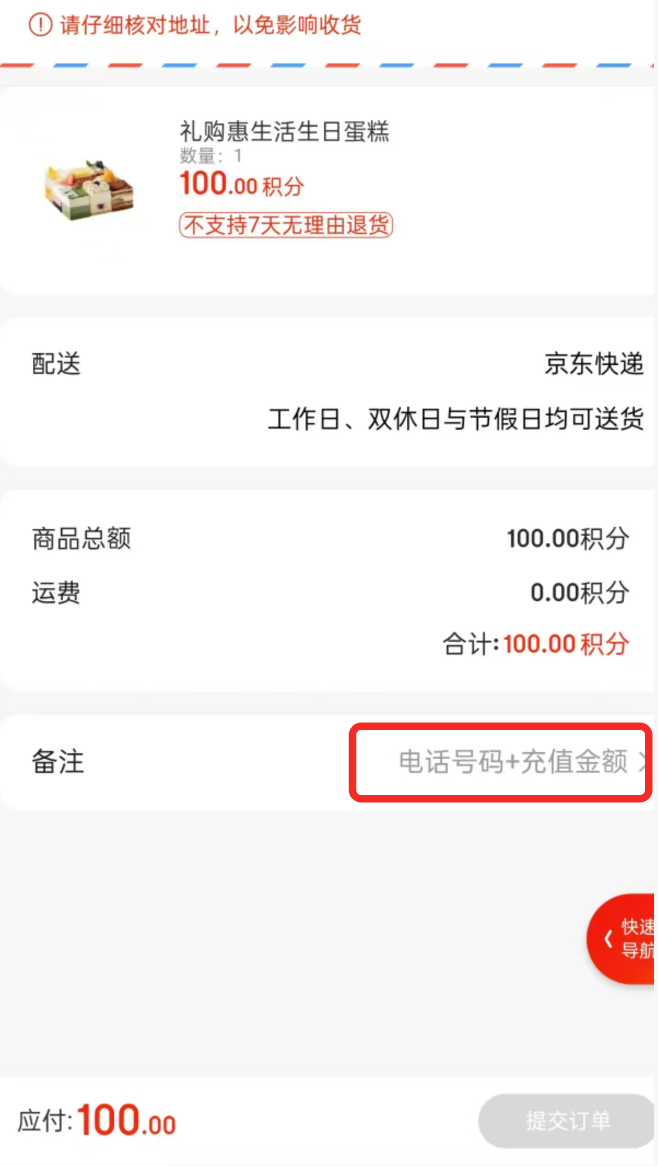 请仔细核对地址，以免影响收货
礼购惠生活生日蛋糕
数量：1
100.00积分
不支持7天无理由退货
配送
京东快递
工作日、双休日与节假日均可送货
商品总额
100.00积分
运费
0.00积分
合计:100.00积分
备注
电话号码+充值金额
快速
导航
应付:100.00
提交订单